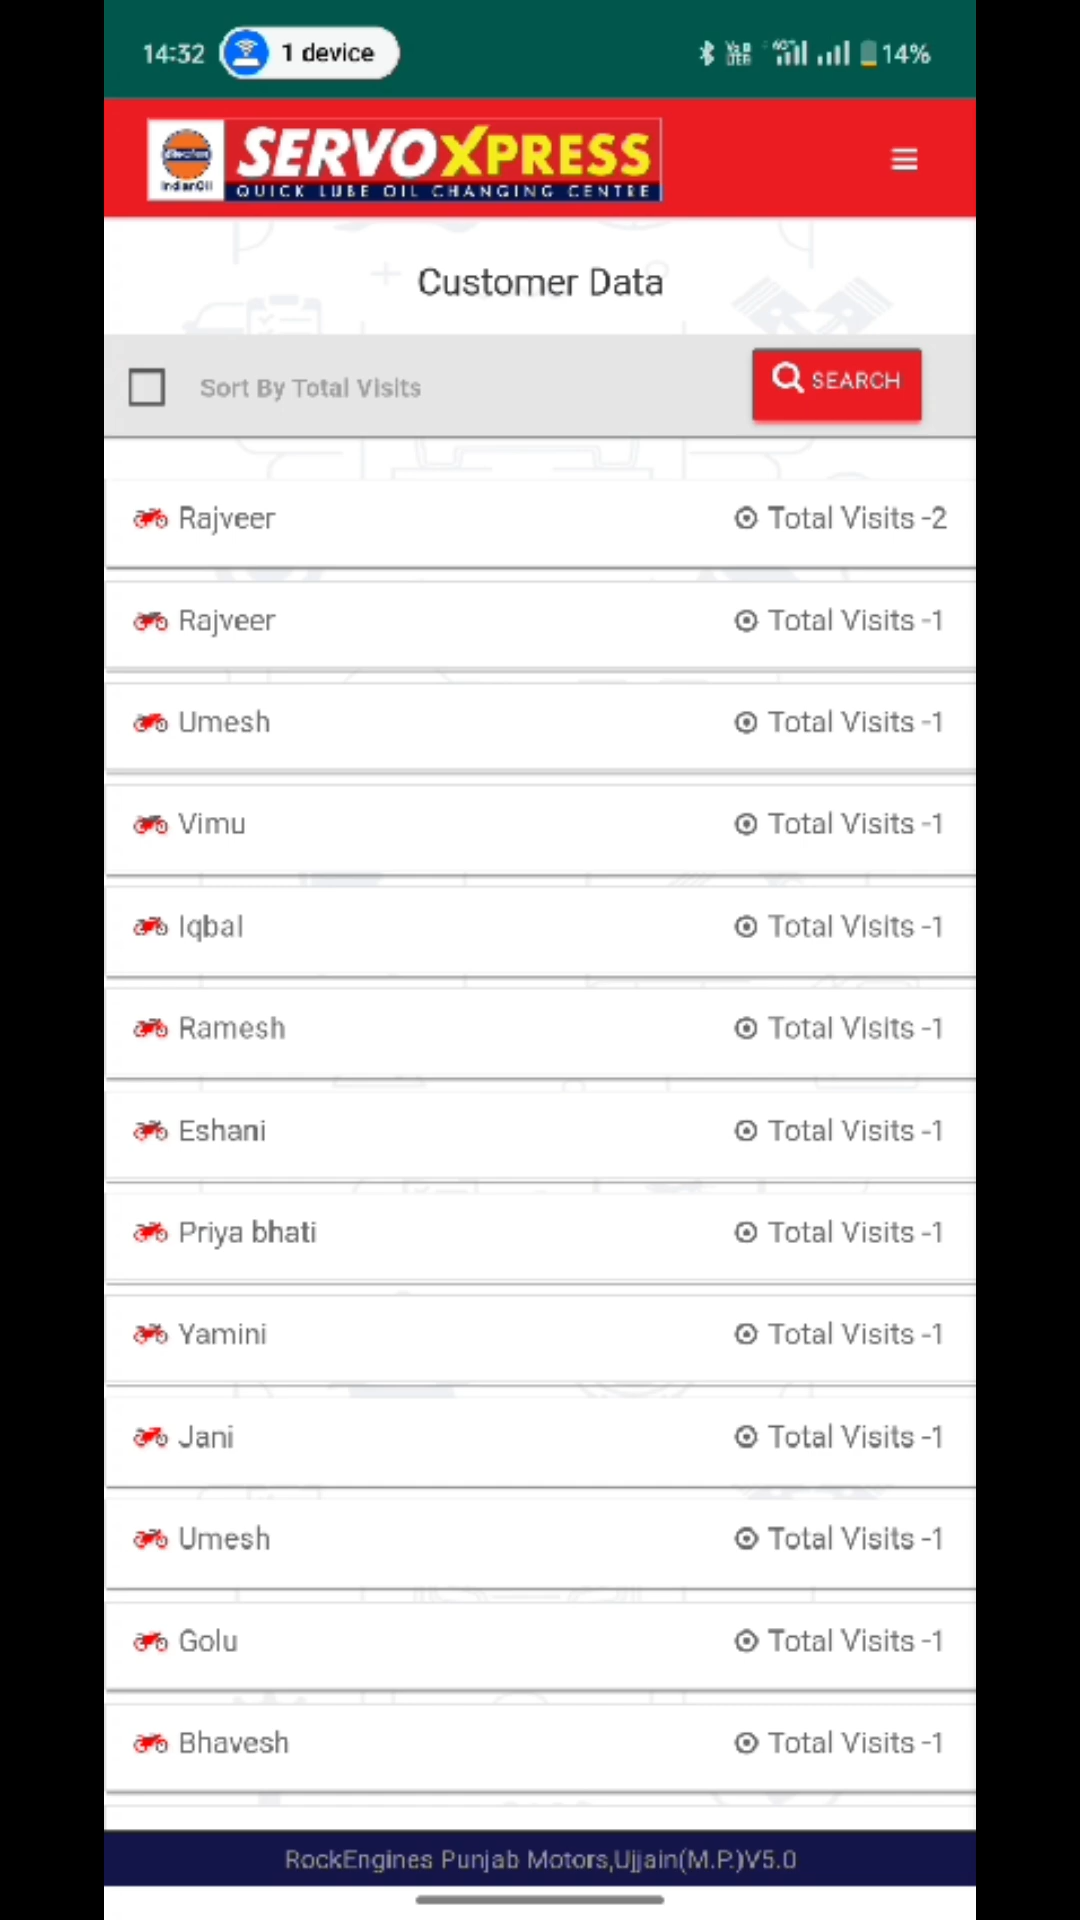 14:32 1 device 14%
IndianOil SERVOXPRESS
QUICK LUBE OIL CHANGING CENTRE
Customer Data
Sort By Total Visits SEARCH
Rajveer Total Visits -2
Rajveer Total Visits -1
Umesh Total Visits -1
Vimu Total Visits -1
Iqbal Total Visits -1
Ramesh Total Visits -1
Eshani Total Visits -1
Priya bhati Total Visits -1
Yamini Total Visits -1
Jani Total Visits -1
Umesh Total Visits -1
Golu Total Visits -1
Bhavesh Total Visits -1
RockEngines Punjab Motors,Ujjain(M.P.)V5.0